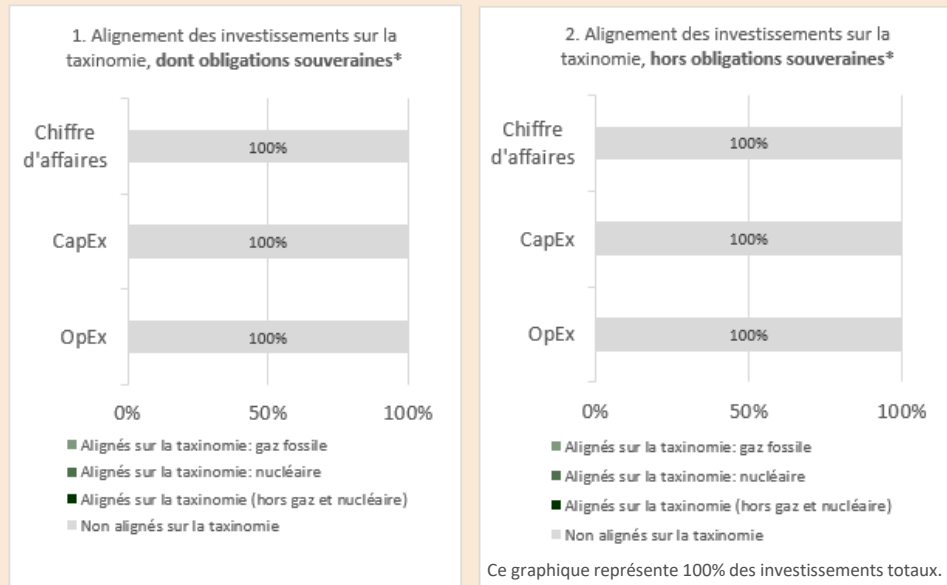 1. Alignement des investissements sur la
taxinomie, dont obligations souveraines*
Chiffre
d'affaires
100%
CapEx
100%
OpEx
100%
0%
50%
100%
Alignés sur la taxinomie: gaz fossile
Alignés sur la taxinomie: nucléaire
Alignés sur la taxinomie (hors gaz et nucléaire)
Non alignés sur la taxinomie
2. Alignement des investissements sur la
taxinomie, hors obligations souveraines*
Chiffre
d'affaires
100%
CapEx
100%
OpEx
100%
0%
50%
100%
Alignés sur la taxinomie: gaz fossile
Alignés sur la taxinomie: nucléaire
Alignés sur la taxinomie (hors gaz et nucléaire)
Non alignés sur la taxinomie
Ce graphique représente 100% des investissements totaux.